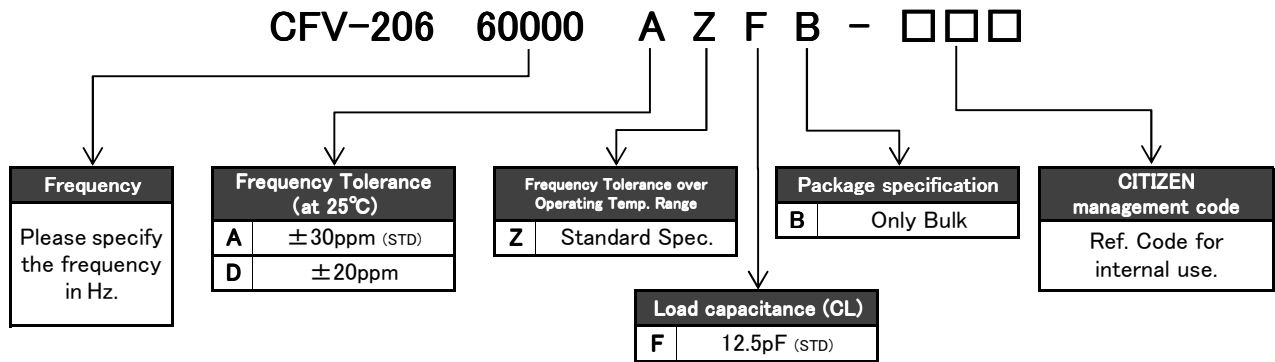 CFV-206 60000 A Z F B - □□□
Frequency
Please specify
the frequency
in Hz.
Frequency Tolerance
(at 25℃)
A ±30ppm (STD)
D ±20ppm
Frequency Tolerance over
Operating Temp. Range
Z Standard Spec.
Load capacitance (CL)
F 12.5pF (STD)
Package specification
B Only Bulk
CITIZEN
management code
Ref. Code for
internal use.